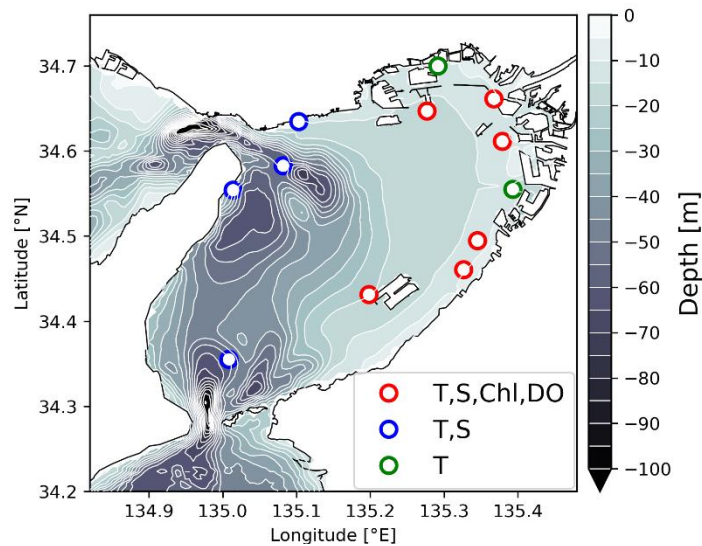 34.7
34.6
34.5
34.4
34.3
34.2
Latitude [°N]
134.9 135.0 135.1 135.2 135.3 135.4
Longitude [°E]
T,S,Chl,DO
T,S
T
0
−10
−20
−30
−40
−50
−60
−70
−80
−90
−100
Depth [m]